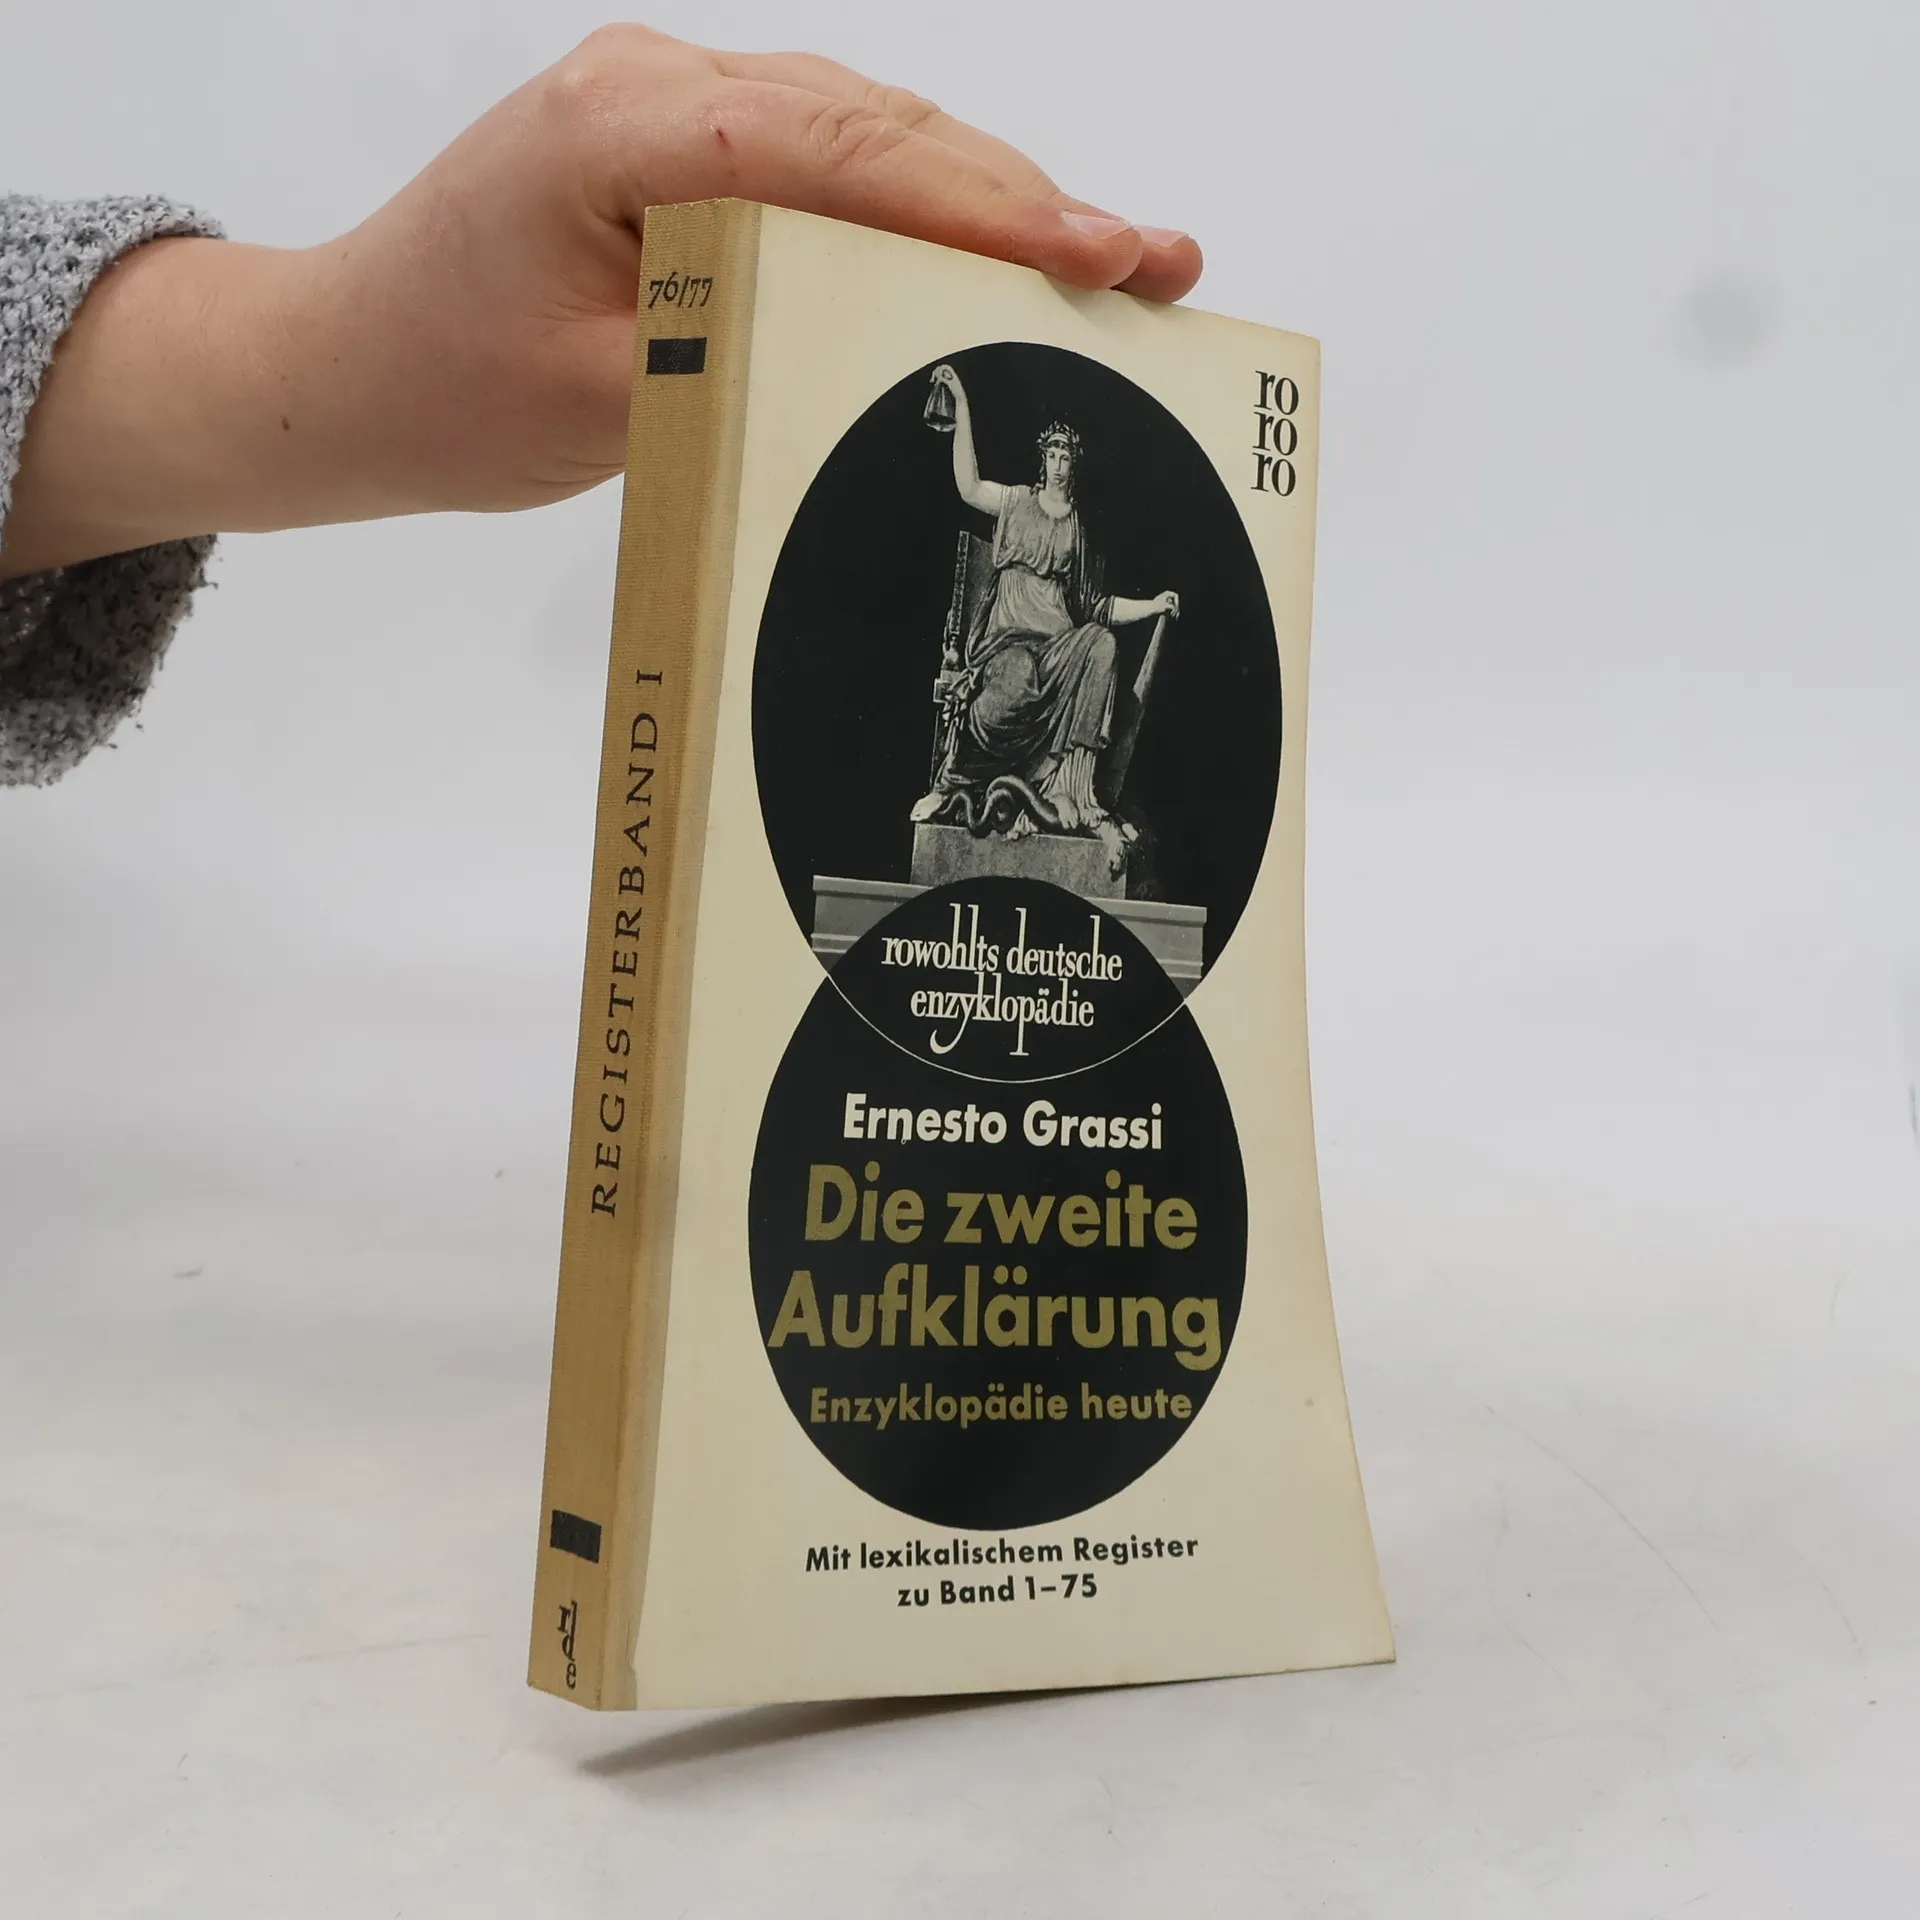 76/77
REGISTERBAND I
ro
ro
ro
rowohlts deutsche
enzyklopädie
Ernesto Grassi
Die zweite
Aufklärung
Enzyklopädie heute
Mit lexikalischem Register
zu Band 1–75